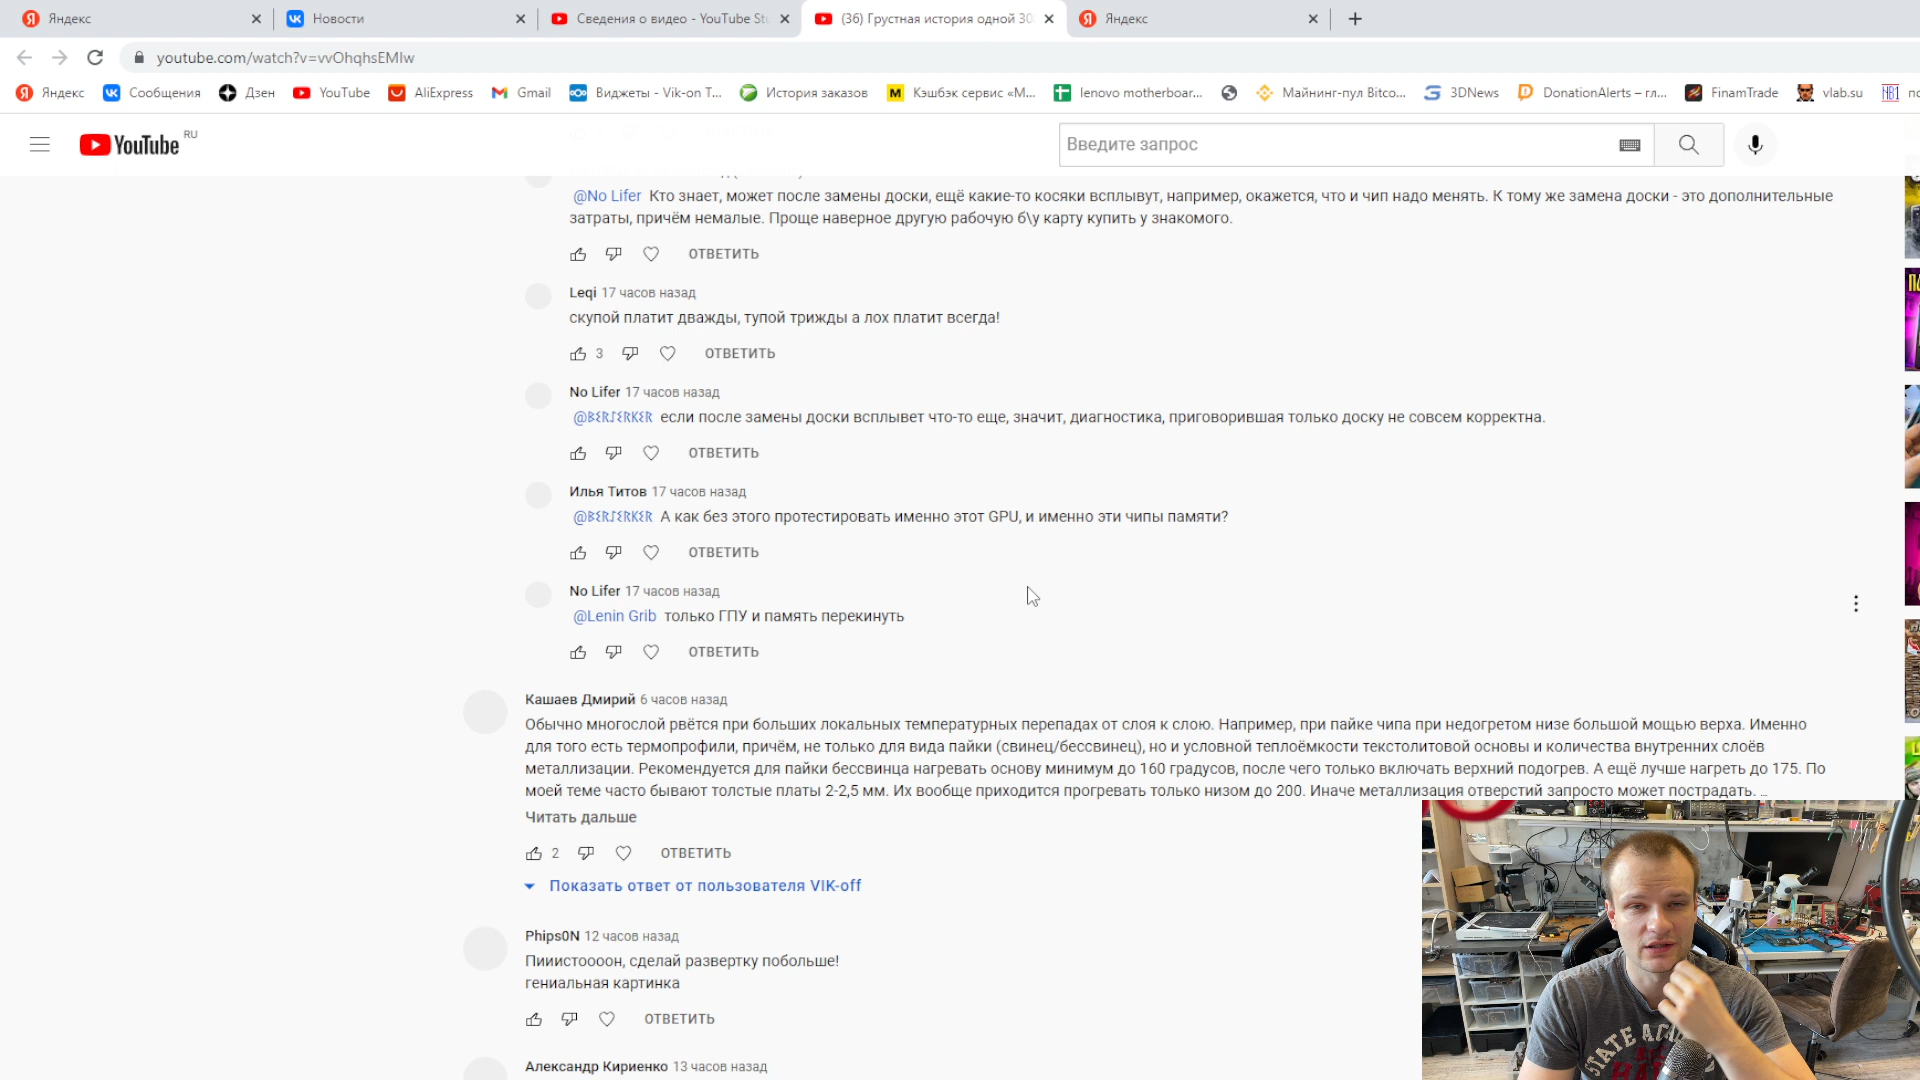 Яндекс
Новости
Сведения о видео - YouTube St
(36) Грустная история одной 30
Яндекс
youtube.com/watch?v=vvOhqhsEMIw
Яндекс
Сообщения
Дзен
YouTube
AliExpress
Gmail
Виджеты - Vik-on T...
История заказов
Кэшбэк сервис «М...
lenovo motherboar...
Майнинг-пул Bitco...
3DNews
DonationAlerts – гл...
FinamTrade
vlab.su
YouTube RU
Введите запрос
@No Lifer Кто знает, может после замены доски, ещё какие-то косяки всплывут, например, окажется, что и чип надо менять. К тому же замена доски - это дополнительные
затраты, причём немалые. Проще наверное другую рабочую б\у карту купить у знакомого.
ОТВЕТИТЬ
Leqi 17 часов назад
скупой платит дважды, тупой трижды а лох платит всегда!
3 ОТВЕТИТЬ
No Lifer 17 часов назад
если после замены доски всплывет что-то еще, значит, диагностика, приговорившая только доску не совсем корректна.
ОТВЕТИТЬ
Илья Титов 17 часов назад
А как без этого протестировать именно этот GPU, и именно эти чипы памяти?
ОТВЕТИТЬ
No Lifer 17 часов назад
@Lenin Grib только ГПУ и память перекинуть
ОТВЕТИТЬ
Кашаев Дмирий 6 часов назад
Обычно многослой рвётся при больших локальных температурных перепадах от слоя к слою. Например, при пайке чипа при недогретом низе большой мощью верха. Именно
для того есть термопрофили, причём, не только для вида пайки (свинец/бессвинец), но и условной теплоёмкости текстолитовой основы и количества внутренних слоёв
металлизации. Рекомендуется для пайки бессвинца нагревать основу минимум до 160 градусов, после чего только включать верхний подогрев. А ещё лучше нагреть до 175. По
моей теме часто бывают толстые платы 2-2,5 мм. Их вообще приходится прогревать только низом до 200. Иначе металлизация отверстий запросто может пострадать. ...
Читать дальше
2 ОТВЕТИТЬ
Показать ответ от пользователя VIK-off
Phips0N 12 часов назад
Пииистоооон, сделай развертку побольше!
гениальная картинка
ОТВЕТИТЬ
Александр Кириенко 13 часов назад